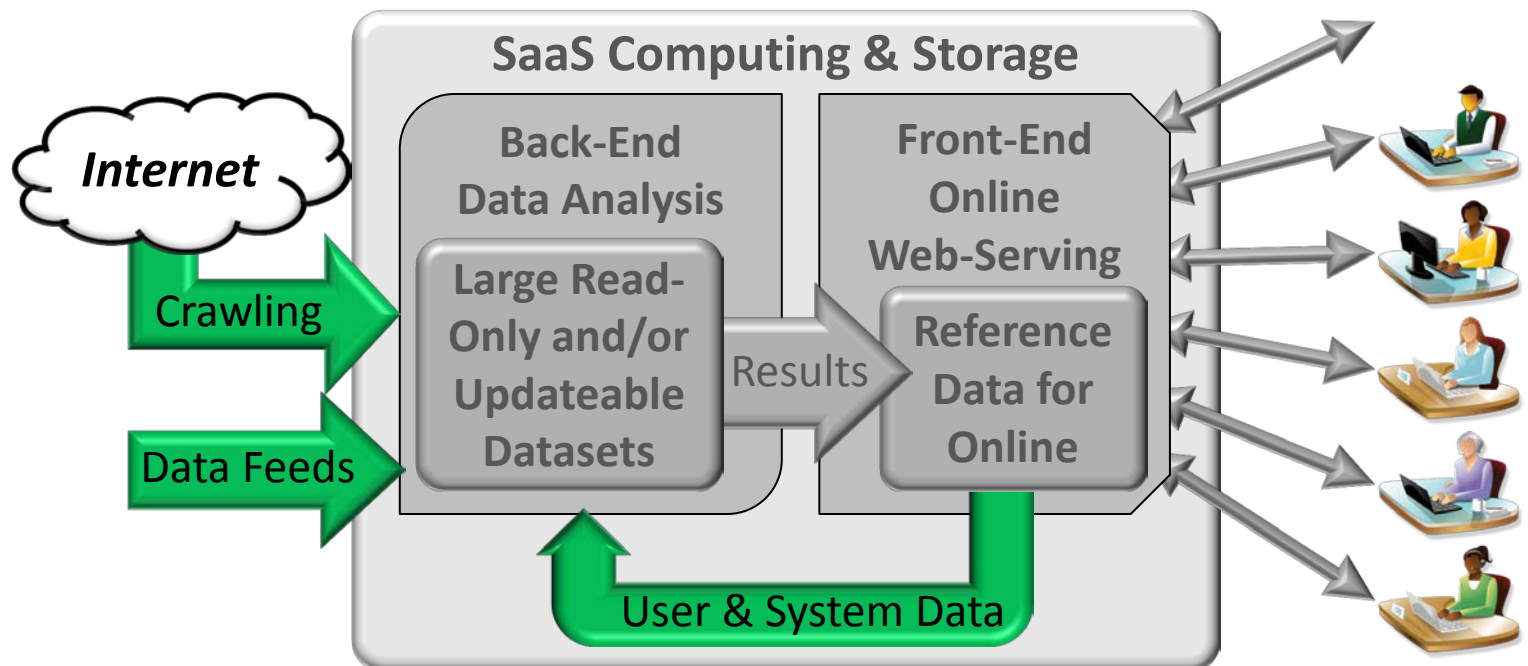 SaaS Computing & Storage
Internet
Crawling
Data Feeds
Back-End
Data Analysis
Large Read-
Only and/or
Updateable
Datasets
Results
Front-End
Online
Web-Serving
Reference
Data for
Online
User & System Data